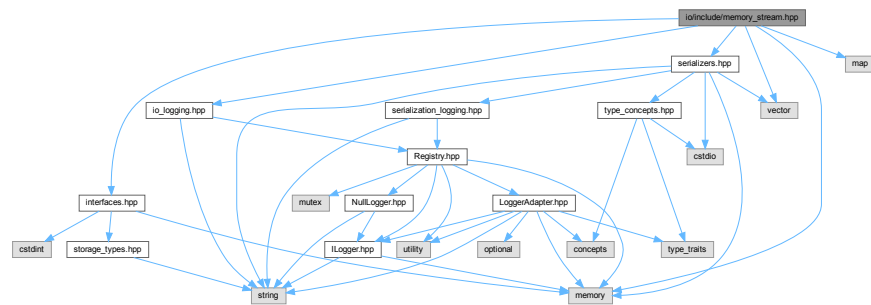 io/include/memory_stream.hpp
serializers.hpp
map
io_logging.hpp
serialization_logging.hpp
type_concepts.hpp
vector
Registry.hpp
cstdio
interfaces.hpp
mutex
NullLogger.hpp
LoggerAdapter.hpp
cstdint
storage_types.hpp
ILogger.hpp
utility
optional
concepts
type_traits
string
memory